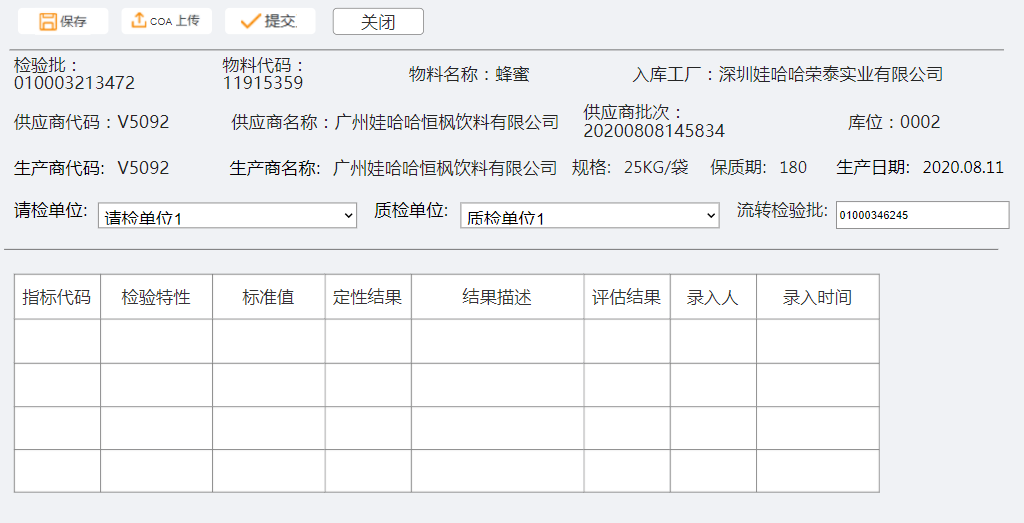 保存 COA 上传 提交 关闭
检验批： 物料代码：
010003213472 11915359 物料名称：蜂蜜 入库工厂：深圳娃哈哈荣泰实业有限公司
供应商代码：V5092 供应商名称：广州娃哈哈恒枫饮料有限公司 供应商批次：
20200808145834 库位：0002
生产商代码: V5092 生产商名称: 广州娃哈哈恒枫饮料有限公司 规格: 25KG/袋 保质期: 180 生产日期: 2020.08.11
请检单位: 请检单位1 质检单位: 质检单位1 流转检验批: 01000346245
指标代码 检验特性 标准值 定性结果 结果描述 评估结果 录入人 录入时间